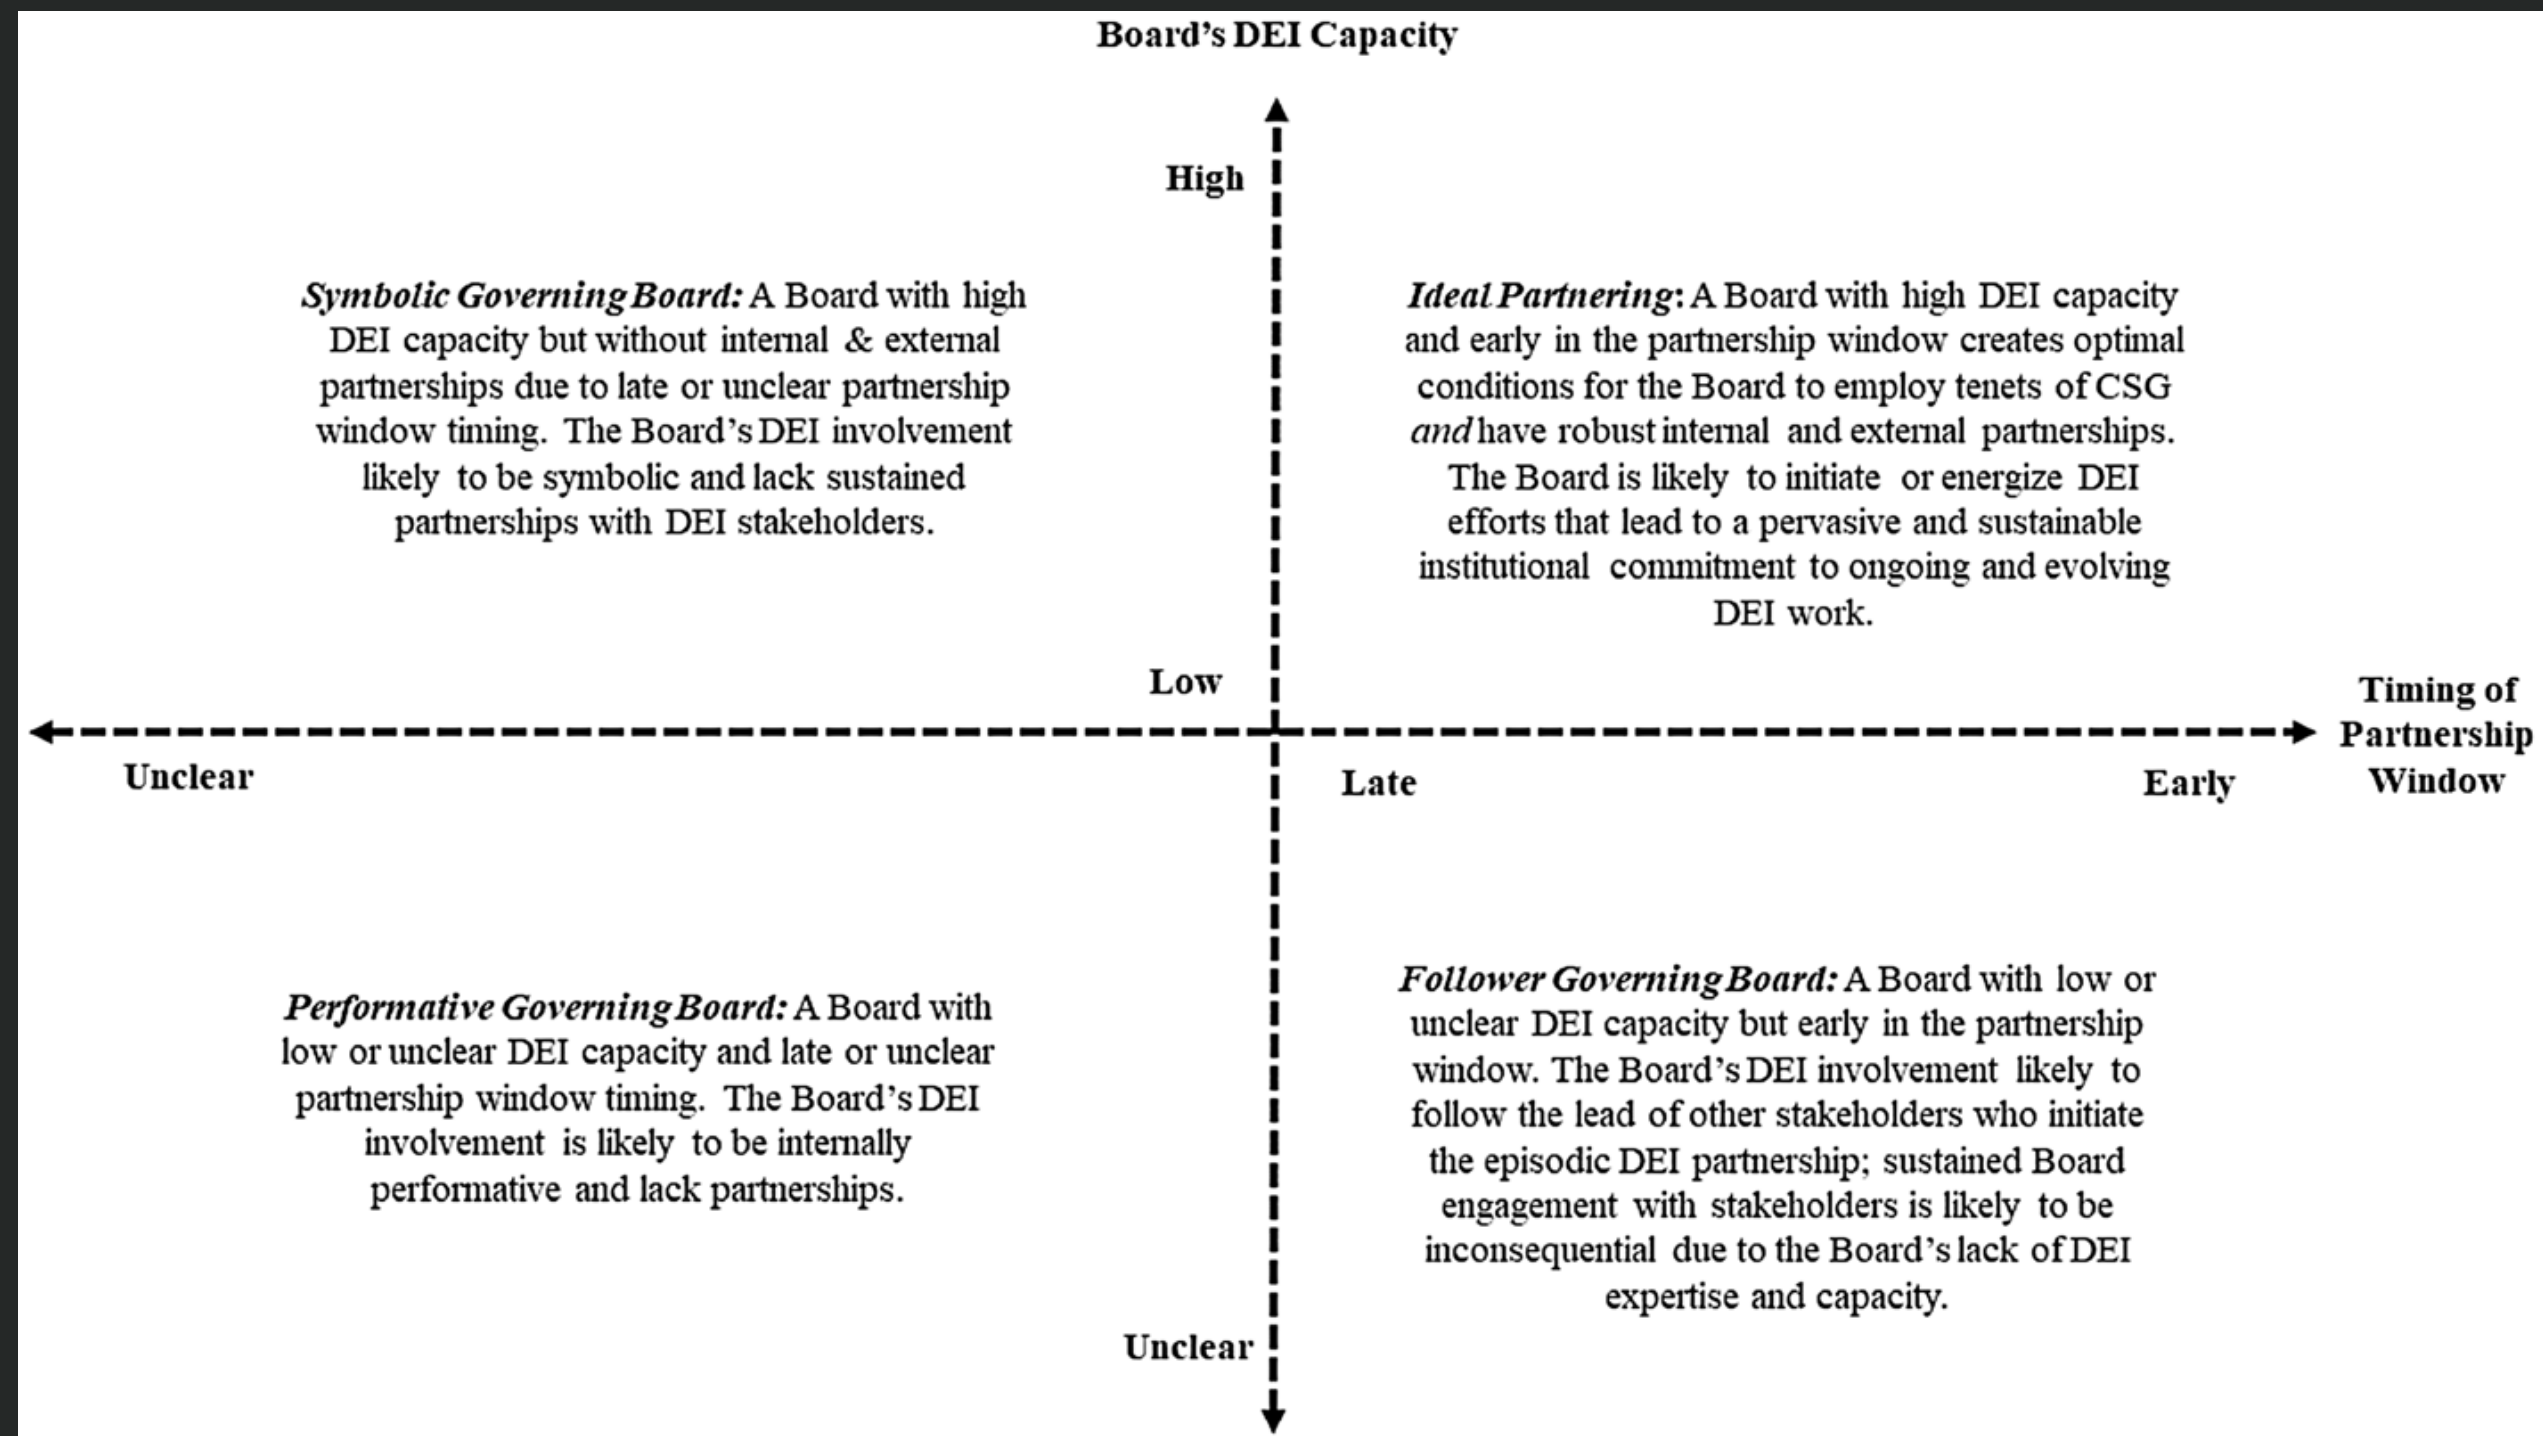 Board’s DEI Capacity
High
Symbolic Governing Board: A Board with high
DEI capacity but without internal & external
partnerships due to late or unclear partnership
window timing. The Board’s DEI involvement
likely to be symbolic and lack sustained
partnerships with DEI stakeholders.
Ideal Partnering: A Board with high DEI capacity
and early in the partnership window creates optimal
conditions for the Board to employ tenets of CSG
and have robust internal and external partnerships.
The Board is likely to initiate or energize DEI
efforts that lead to a pervasive and sustainable
institutional commitment to ongoing and evolving
DEI work.
Low
Timing of
Partnership
Window
Unclear
Late
Early
Performative Governing Board: A Board with
low or unclear DEI capacity and late or unclear
partnership window timing. The Board’s DEI
involvement is likely to be internally
performative and lack partnerships.
Follower Governing Board: A Board with low or
unclear DEI capacity but early in the partnership
window. The Board’s DEI involvement likely to
follow the lead of other stakeholders who initiate
the episodic DEI partnership; sustained Board
engagement with stakeholders is likely to be
inconsequential due to the Board’s lack of DEI
expertise and capacity.
Unclear